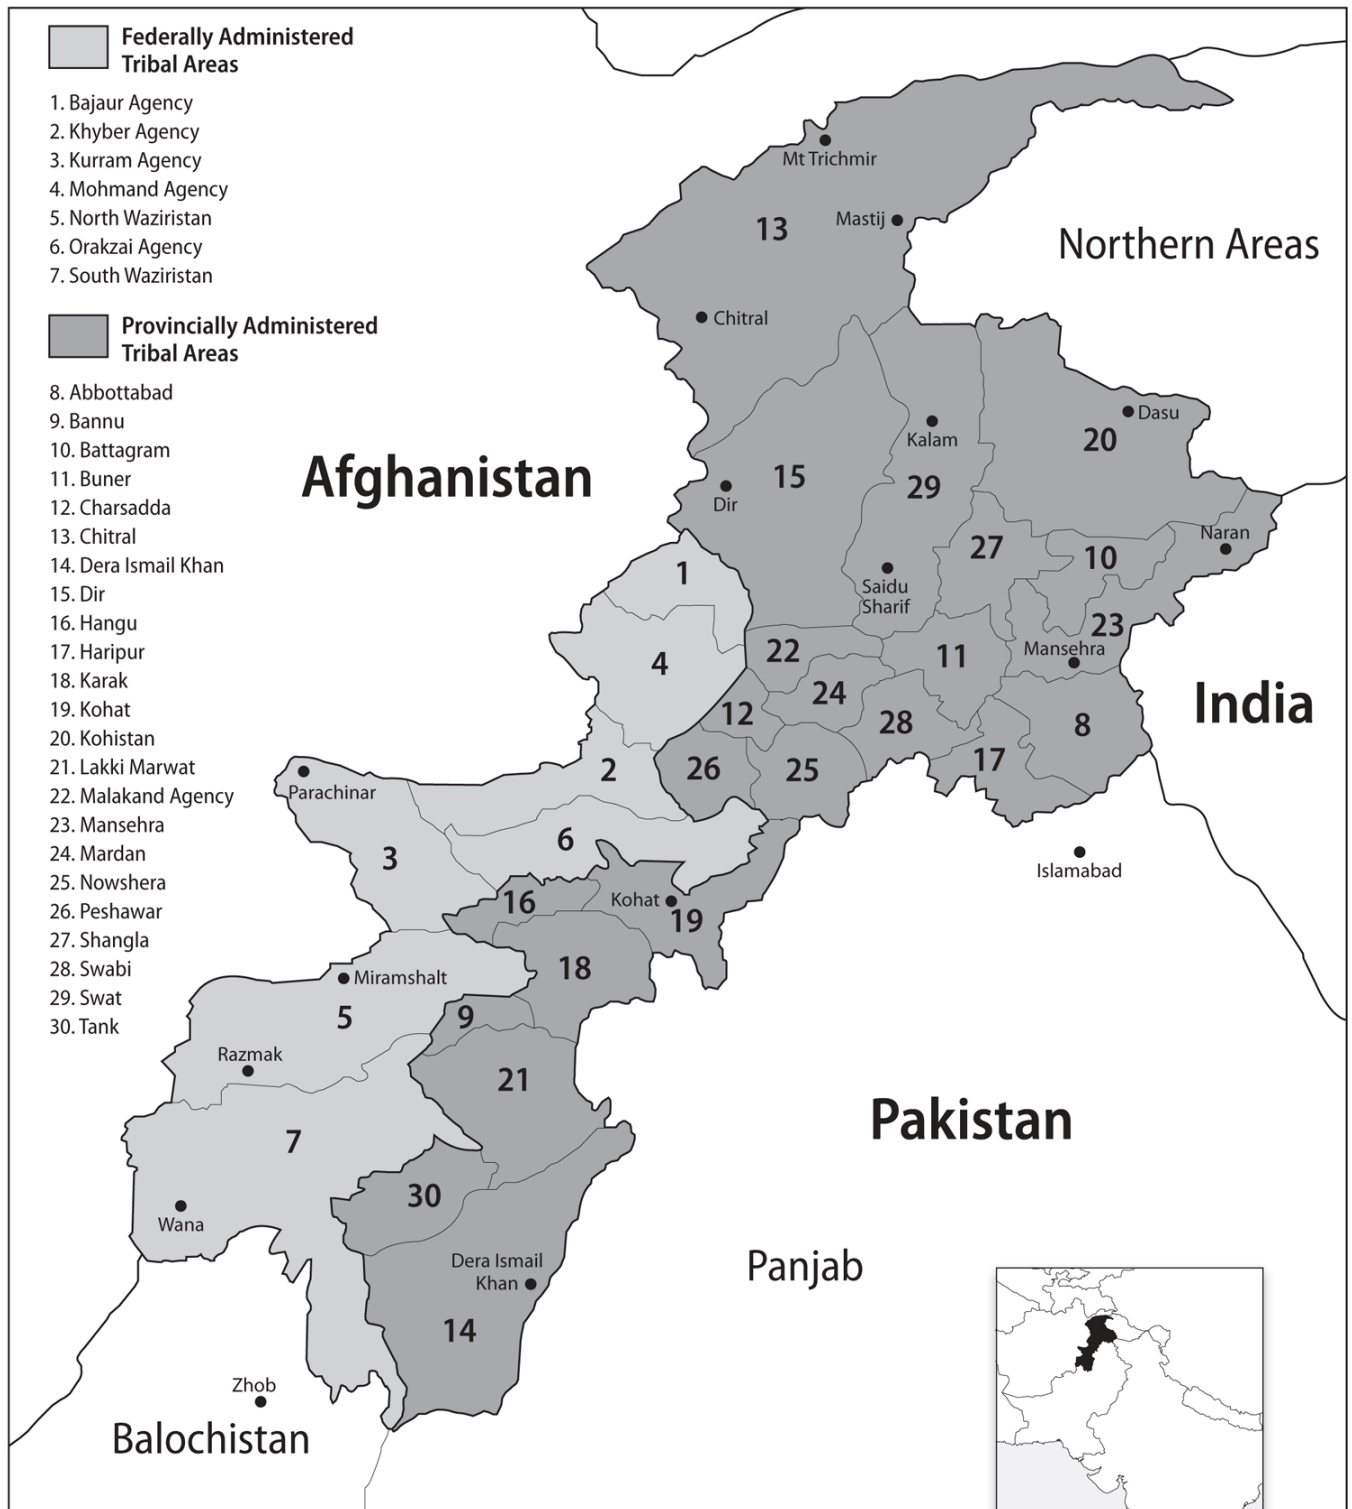 Federally Administered
Tribal Areas
1. Bajaur Agency
2. Khyber Agency
3. Kurram Agency
4. Mohmand Agency
5. North Waziristan
6. Orakzai Agency
7. South Waziristan
Provincially Administered
Tribal Areas
8. Abbottabad
9. Bannu
10. Battagram
11. Buner
12. Charsadda
13. Chitral
14. Dera Ismail Khan
15. Dir
16. Hangu
17. Haripur
18. Karak
19. Kohat
20. Kohistan
21. Lakki Marwat
22. Malakand Agency
23. Mansehra
24. Mardan
25. Nowshera
26. Peshawar
27. Shangla
28. Swabi
29. Swat
30. Tank
Mt Trichmir
Mastij
13
Northern Areas
Chitral
Dasu
Kalam
20
Afghanistan
15
29
Dir
Naran
27
10
1
Saidu
Sharif
23
Mansehra
22
11
4
24
India
12
28
8
17
26
25
2
Parachinar
6
3
Islamabad
16
Kohat
19
18
Miramshalt
5
9
Razmak
21
Pakistan
7
30
Wana
Dera Ismail
Khan
Panjab
14
Zhob
Balochistan